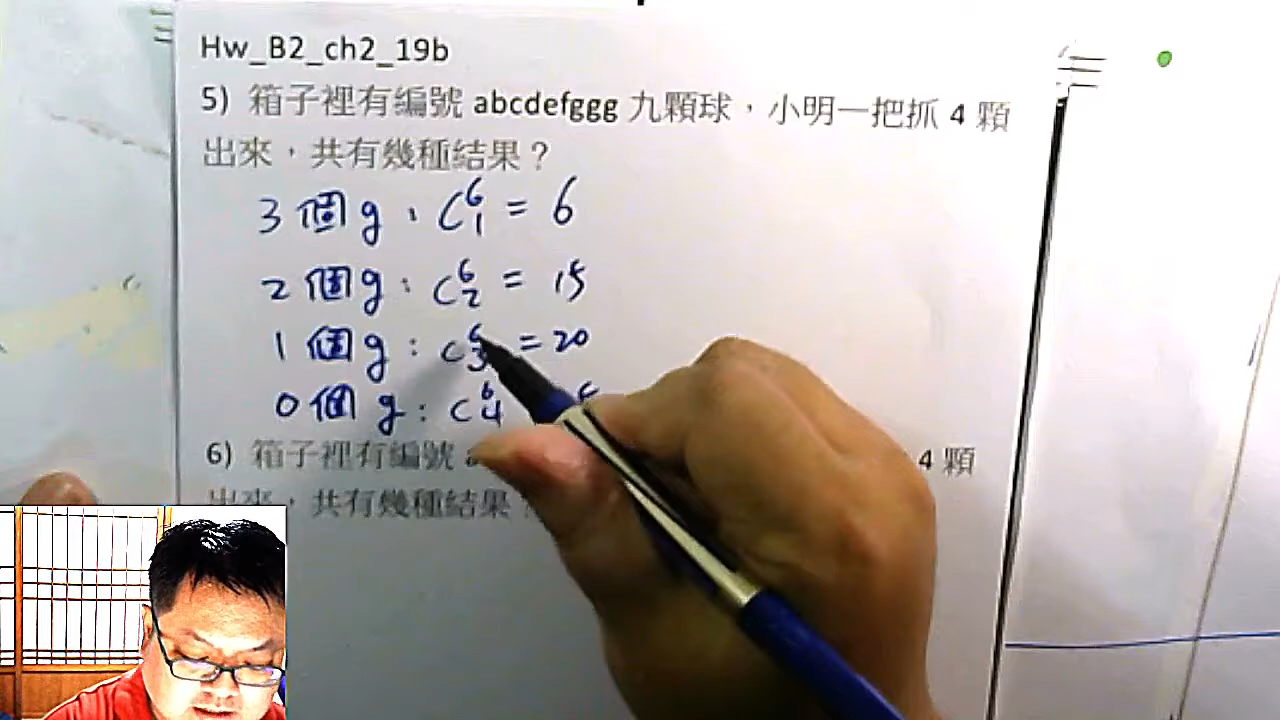 Hw_B2_ch2_19b
5) 箱子裡有編號 abcdefggg 九顆球，小明一把抓 4 顆
出來，共有幾種結果？
3 個 g : C⁶₁ = 6
2 個 g : C⁶₂ = 15
1 個 g : C⁶₃ = 20
0 個 g : C⁶₄
6) 箱子裡有編號 4 顆
出來，共有幾種結果？